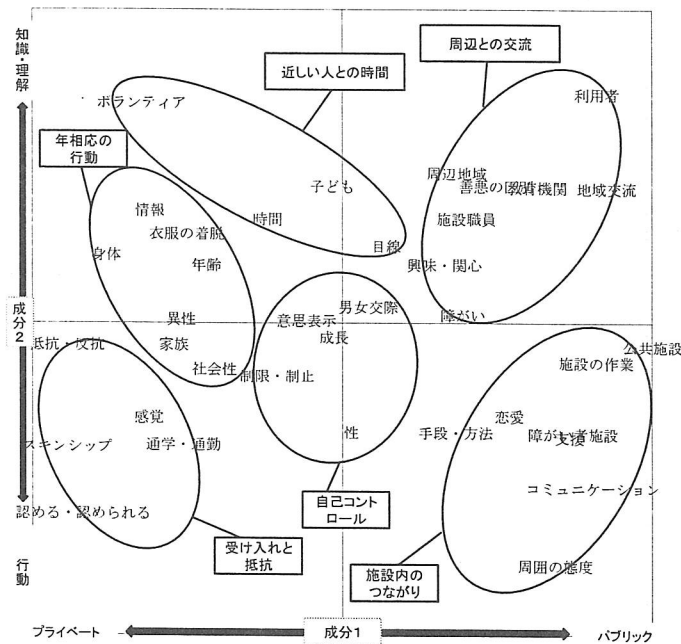 知識・理解
周辺との交流
近しい人との時間
利用者
ボランティア
年相応の
行動
周辺地域
子ども
教育機関
地域交流
情報
時間
施設職員
衣服の着脱
目線
身体
年齢
興味・関心
男女交際
障がい
異性
意思表示
成分2
抵抗・反抗
家族
成長
公共施設
社会性
制限・制止
施設の作業
感覚
恋愛
スキンシップ
通学・通勤
性
手段・方法
障がい者施設
支援
コミュニケーション
認める・認められる
自己コント
ロール
受け入れと
抵抗
施設内の
つながり
周囲の態度
行動
プライベート
成分1
パブリック